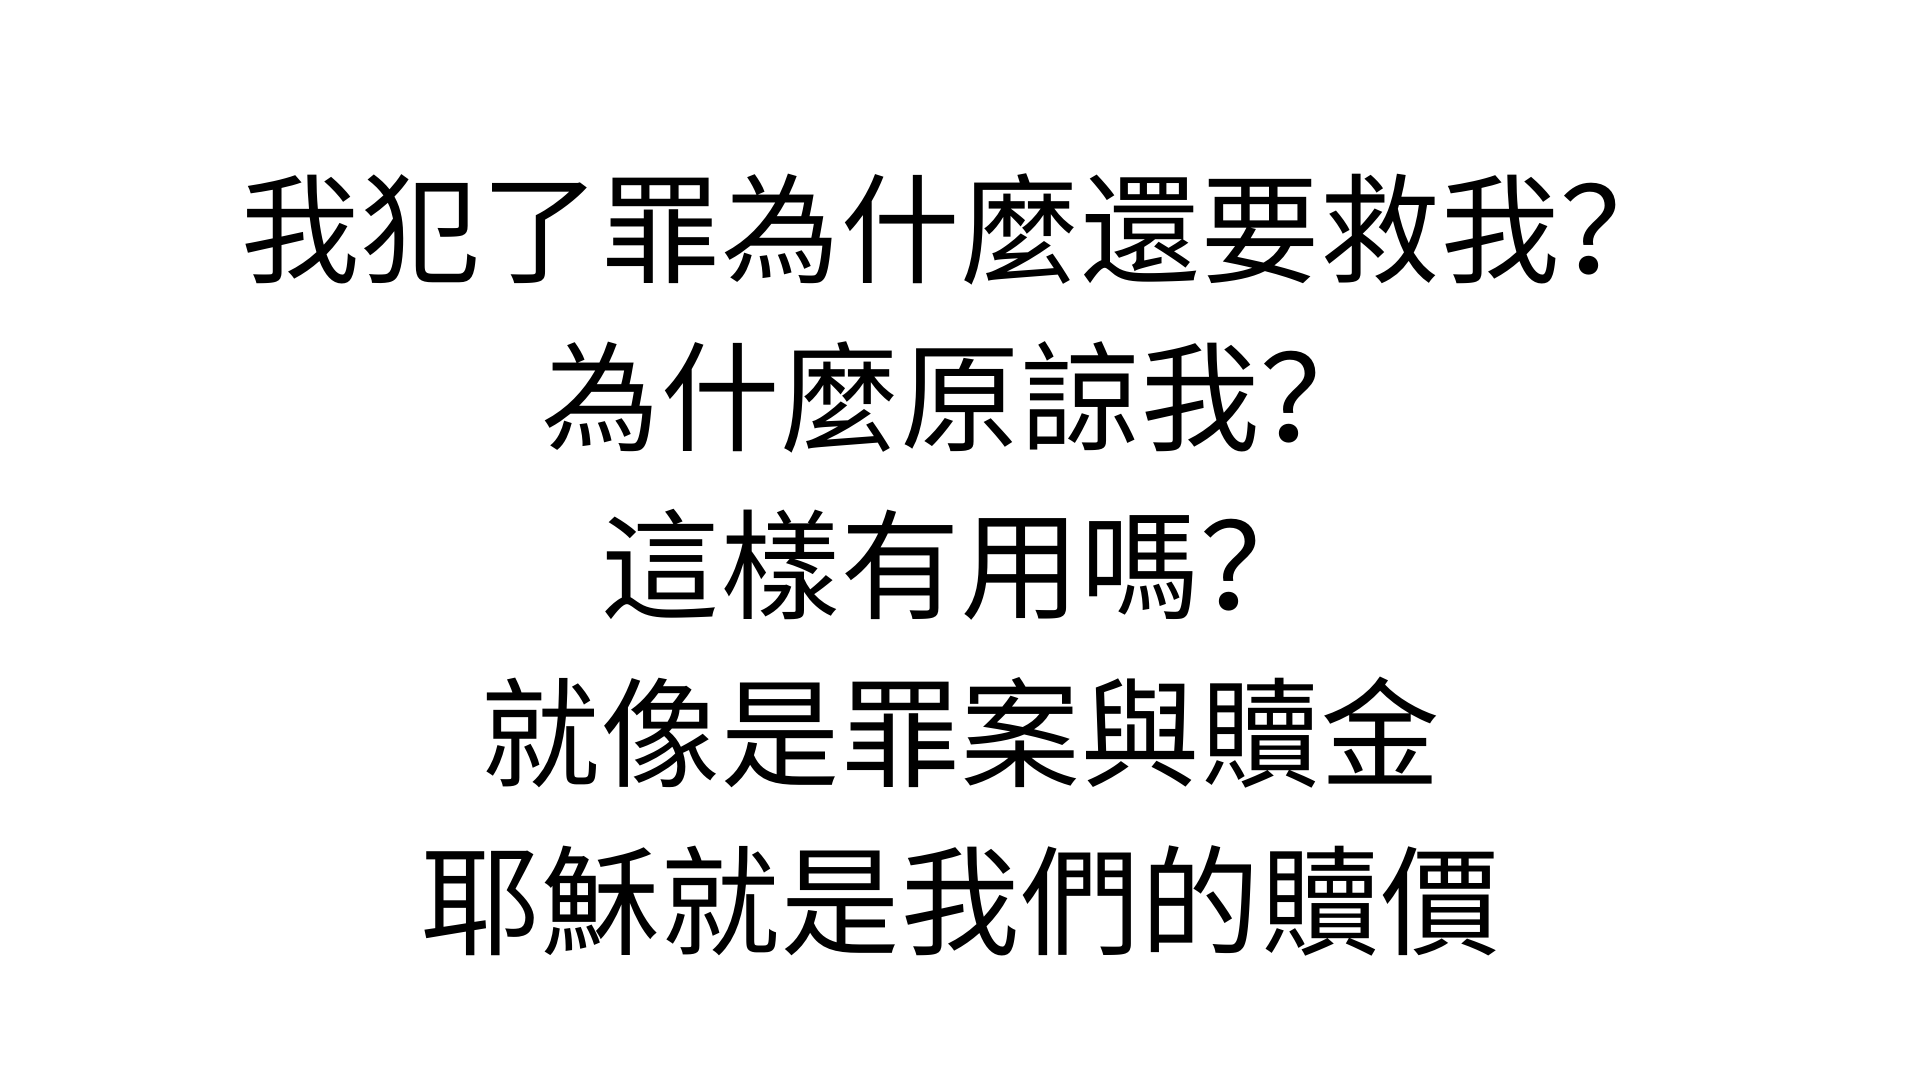 我犯了罪為什麼還要救我？
為什麼原諒我？
這樣有用嗎？
就像是罪案與贖金
耶穌就是我們的贖價